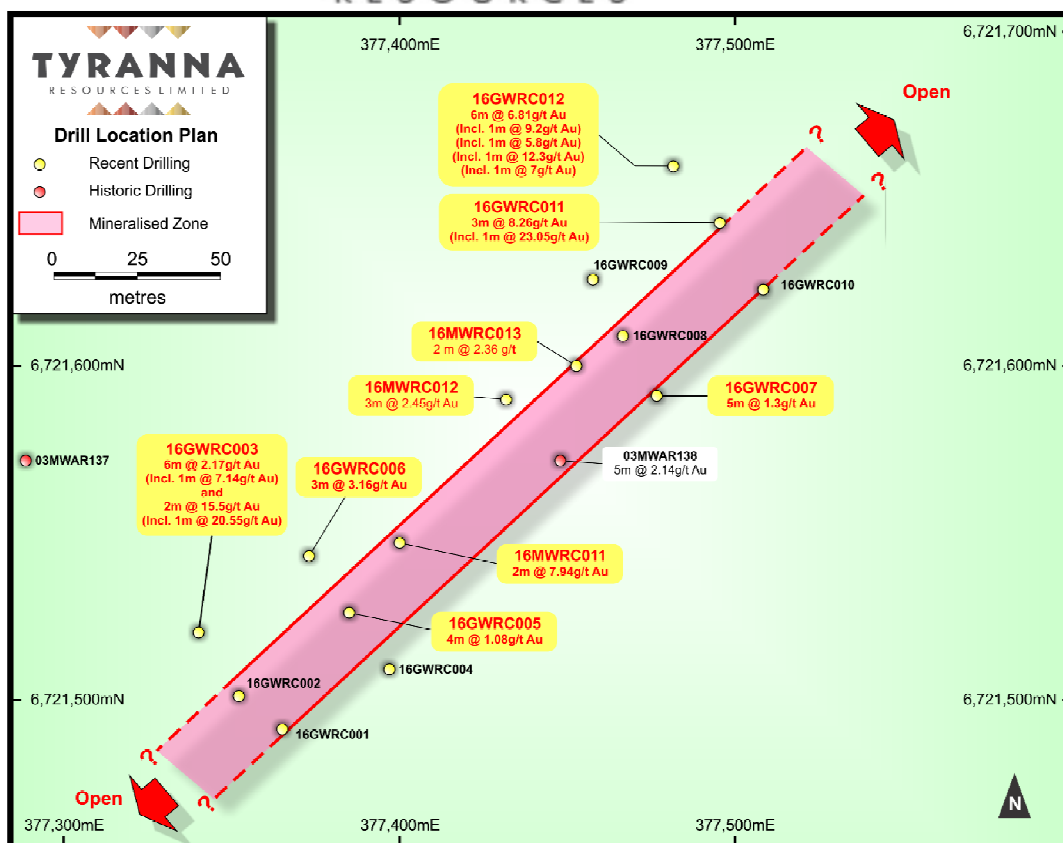 RESOURCES
377,400mE
377,500mE
6,721,700mN
TYRANNA
RESOURCES LIMITED
Drill Location Plan
Recent Drilling
Historic Drilling
Mineralised Zone
0 25 50
metres
16GWRC012
6m @ 6.81g/t Au
(Incl. 1m @ 9.2g/t Au)
(Incl. 1m @ 5.8g/t Au)
(Incl. 1m @ 12.3g/t Au)
(Incl. 1m @ 7g/t Au)
Open
?
?
16GWRC011
3m @ 8.26g/t Au
(Incl. 1m @ 23.05g/t Au)
16GWRC009
16GWRC010
16MWRC013
2 m @ 2.36 g/t
16GWRC008
6,721,600mN
6,721,600mN
16MWRC012
3m @ 2.45g/t Au
16GWRC007
5m @ 1.3g/t Au
03MWAR137
16GWRC003
6m @ 2.17g/t Au
(Incl. 1m @ 7.14g/t Au)
and
2m @ 15.5g/t Au
(Incl. 1m @ 20.55g/t Au)
16GWRC006
3m @ 3.16g/t Au
03MWAR138
5m @ 2.14g/t Au
16MWRC011
2m @ 7.94g/t Au
16GWRC005
4m @ 1.08g/t Au
16GWRC004
16GWRC002
6,721,500mN
6,721,500mN
16GWRC001
?
?
Open
N
377,300mE
377,400mE
377,500mE